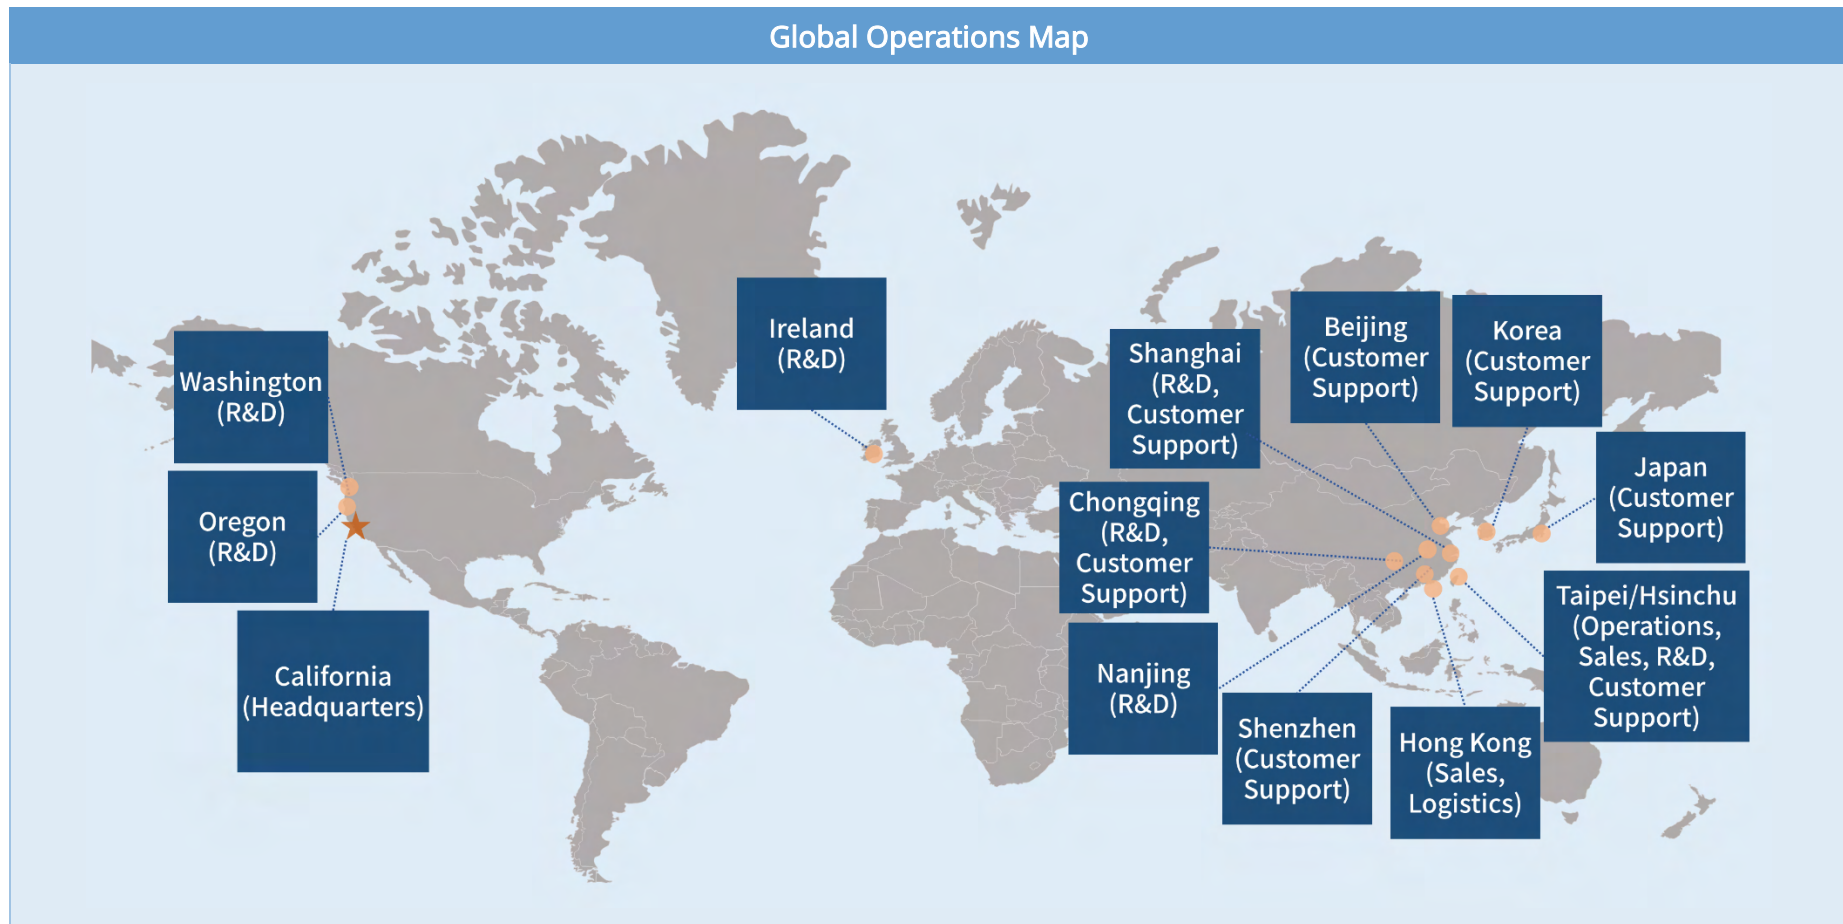 Global Operations Map
Washington
(R&D)
Oregon
(R&D)
California
(Headquarters)
Ireland
(R&D)
Shanghai
(R&D,
Customer
Support)
Beijing
(Customer
Support)
Korea
(Customer
Support)
Japan
(Customer
Support)
Chongqing
(R&D,
Customer
Support)
Nanjing
(R&D)
Shenzhen
(Customer
Support)
Hong Kong
(Sales,
Logistics)
Taipei/Hsinchu
(Operations,
Sales, R&D,
Customer
Support)